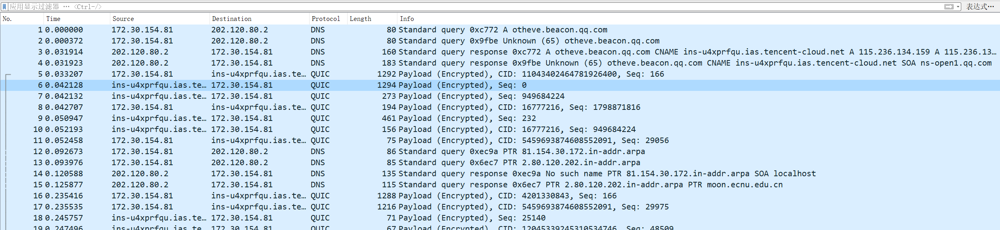 应用显示过滤器 … <Ctrl-/> 表达式…
No. Time Source Destination Protocol Length Info
1 0.000000 172.30.154.81 202.120.80.2 DNS 80 Standard query 0xc772 A otheve.beacon.qq.com
2 0.000372 172.30.154.81 202.120.80.2 DNS 80 Standard query 0x9fbe Unknown (65) otheve.beacon.qq.com
3 0.031914 202.120.80.2 172.30.154.81 DNS 160 Standard query response 0xc772 A otheve.beacon.qq.com CNAME ins-u4xprfqu.ias.tencent-cloud.net A 115.236.134.159 A 115.236.13…
4 0.031923 202.120.80.2 172.30.154.81 DNS 183 Standard query response 0x9fbe Unknown (65) otheve.beacon.qq.com CNAME ins-u4xprfqu.ias.tencent-cloud.net SOA ns-open1.qq.com
5 0.033207 172.30.154.81 ins-u4xprfqu.ias.te… QUIC 1292 Payload (Encrypted), CID: 11043402464781926400, Seq: 166
6 0.042128 ins-u4xprfqu.ias.te… 172.30.154.81 QUIC 1294 Payload (Encrypted), Seq: 0
7 0.042132 ins-u4xprfqu.ias.te… 172.30.154.81 QUIC 273 Payload (Encrypted), Seq: 949684224
8 0.042707 172.30.154.81 ins-u4xprfqu.ias.te… QUIC 194 Payload (Encrypted), CID: 16777216, Seq: 1798871816
9 0.050947 ins-u4xprfqu.ias.te… 172.30.154.81 QUIC 461 Payload (Encrypted), Seq: 232
10 0.052193 ins-u4xprfqu.ias.te… 172.30.154.81 QUIC 156 Payload (Encrypted), CID: 16777216, Seq: 949684224
11 0.052458 172.30.154.81 ins-u4xprfqu.ias.te… QUIC 75 Payload (Encrypted), CID: 5459693874608552091, Seq: 29056
12 0.092673 172.30.154.81 202.120.80.2 DNS 86 Standard query 0xec9a PTR 81.154.30.172.in-addr.arpa
13 0.093976 172.30.154.81 202.120.80.2 DNS 85 Standard query 0x6ec7 PTR 2.80.120.202.in-addr.arpa
14 0.120588 202.120.80.2 172.30.154.81 DNS 135 Standard query response 0xec9a No such name PTR 81.154.30.172.in-addr.arpa SOA localhost
15 0.125877 202.120.80.2 172.30.154.81 DNS 115 Standard query response 0x6ec7 PTR 2.80.120.202.in-addr.arpa PTR moon.ecnu.edu.cn
16 0.235416 172.30.154.81 ins-u4xprfqu.ias.te… QUIC 1288 Payload (Encrypted), CID: 4201330843, Seq: 166
17 0.235535 172.30.154.81 ins-u4xprfqu.ias.te… QUIC 1216 Payload (Encrypted), CID: 5459693874608552091, Seq: 29975
18 0.245757 ins-u4xprfqu.ias.te… 172.30.154.81 QUIC 71 Payload (Encrypted), Seq: 25140
19 0.247496 ins-u4xprfqu.ias.te… 172.30.154.81 QUIC 67 Payload (Encrypted), CID: 12045339245310534746, Seq: 48509